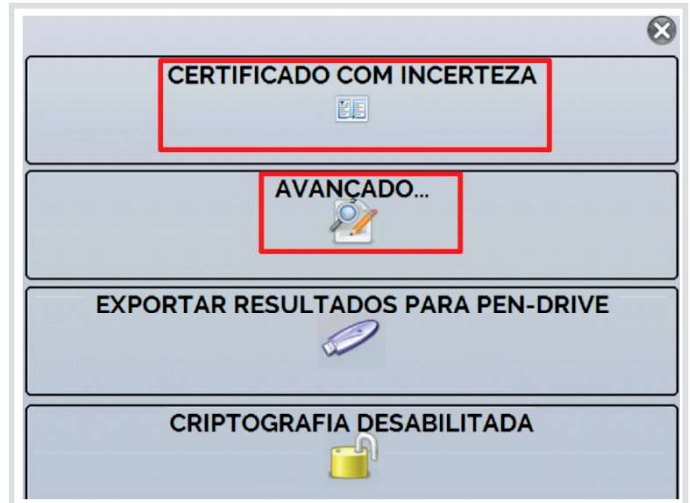 CERTIFICADO COM INCERTEZA
AVANÇADO...
EXPORTAR RESULTADOS PARA PEN-DRIVE
CRIPTOGRAFIA DESABILITADA